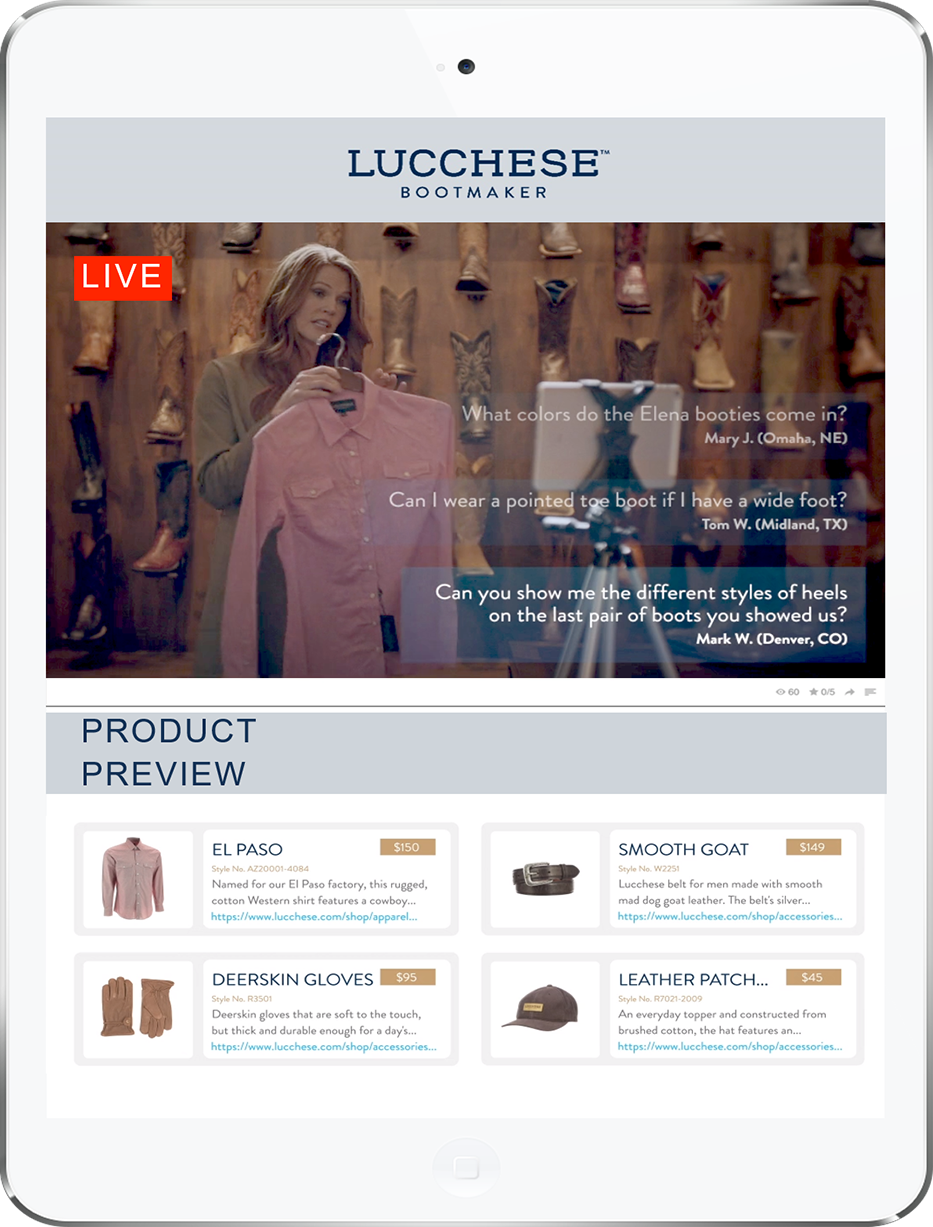 LUCCHESE™
BOOTMAKER
LIVE
What colors do the Elena booties come in?
Mary J. (Omaha, NE)
Can I wear a pointed toe boot if I have a wide foot?
Tom W. (Midland, TX)
Can you show me the different styles of heels
on the last pair of boots you showed us?
Mark W. (Denver, CO)
60 0/5
PRODUCT
PREVIEW
EL PASO $150
Style No. AZ20001-4084
Named for our El Paso factory, this rugged,
cotton Western shirt features a cowboy...
https://www.lucchese.com/shop/apparel...
SMOOTH GOAT $149
Style No. W2251
Lucchese belt for men made with smooth
mad dog goat leather. The belt's silver...
https://www.lucchese.com/shop/accessories...
DEERSKIN GLOVES $95
Style No. R3501
Deerskin gloves that are soft to the touch,
but thick and durable enough for a day's...
https://www.lucchese.com/shop/accessories...
LEATHER PATCH... $45
Style No. R7021-2009
An everyday topper and constructed from
brushed cotton, the hat features an...
https://www.lucchese.com/shop/accessories...